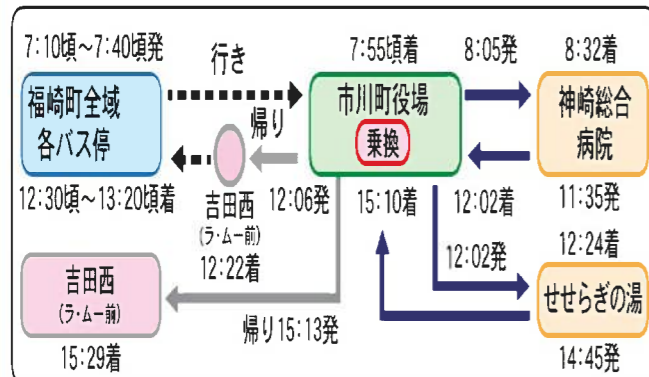 7:10頃〜7:40頃発
行き
7:55頃着
8:05発
8:32着
福崎町全域
各バス停
市川町役場
乗換
神崎総合
病院
帰り
12:30頃〜13:20頃着
吉田西
(ラ・ムー前)
12:22着
12:06発
15:10着
12:02着
11:35発
12:02発
12:24着
吉田西
(ラ・ムー前)
せせらぎの湯
帰り15:13発
15:29着
14:45発